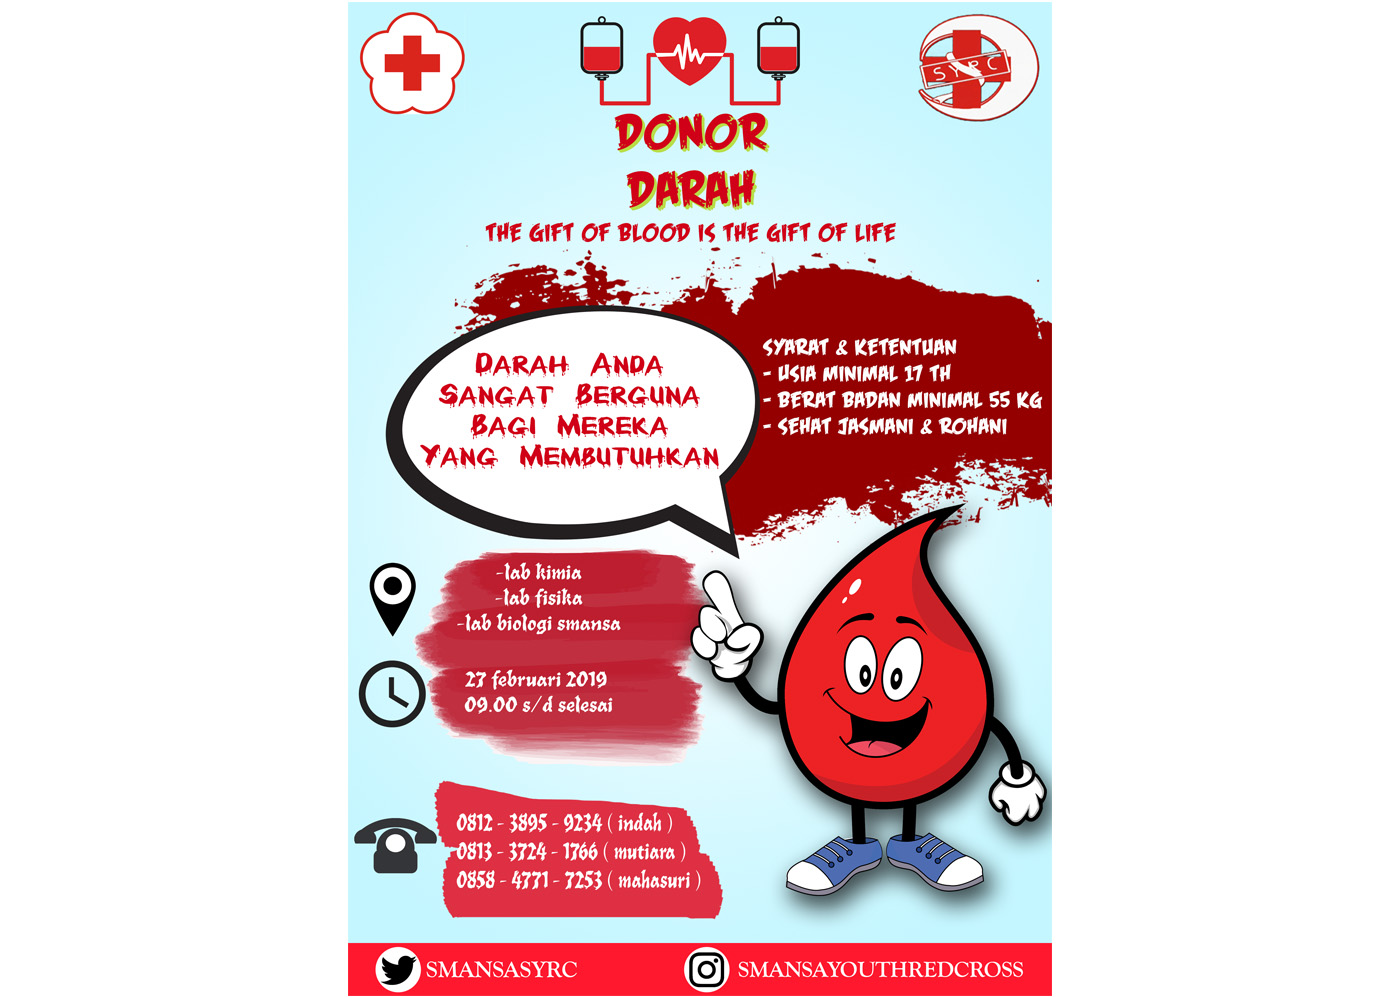 SYRC
DONOR
DARAH
THE GIFT OF BLOOD IS THE GIFT OF LIFE
DARAH ANDA
SANGAT BERGUNA
BAGI MEREKA
YANG MEMBUTUHKAN
SYARAT & KETENTUAN
- USIA MINIMAL 17 TH
- BERAT BADAN MINIMAL 55 KG
- SEHAT JASMANI & ROHANI
-lab kimia
-lab fisika
-lab biologi smansa
27 februari 2019
09.00 s/d selesai
0812 - 3895 - 9234 ( indah )
0813 - 3724 - 1766 ( mutiara )
0858 - 4771 - 7253 ( mahasuri )
SMANSASYRC
SMANSAYOUTHREDCROSS